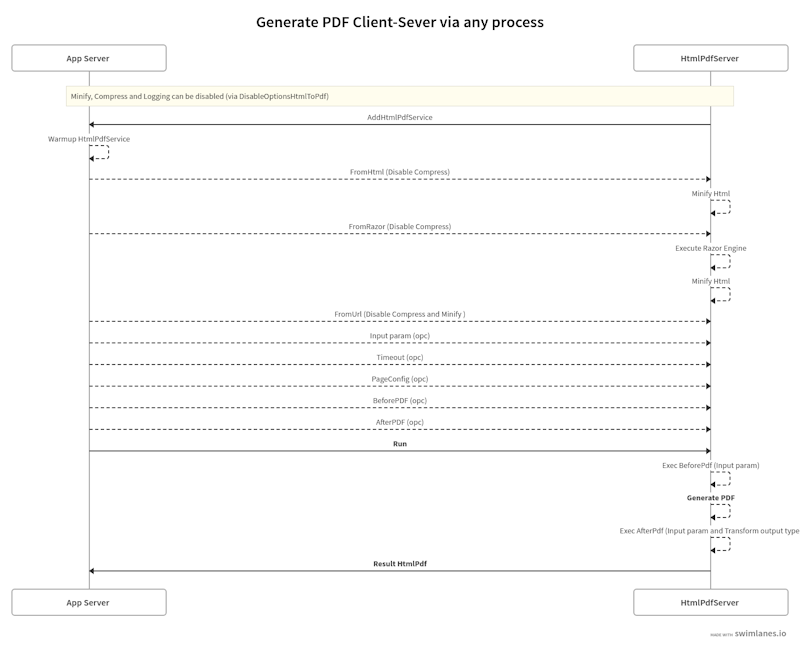 Generate PDF Client-Sever via any process
App Server
HtmlPdfServer
Minify, Compress and Logging can be disabled (via DisableOptionsHtmlToPdf)
AddHtmlPdfService
Warmup HtmlPdfService
FromHtml (Disable Compress)
Minify Html
FromRazor (Disable Compress)
Execute Razor Engine
Minify Html
FromUrl (Disable Compress and Minify )
Input param (opc)
Timeout (opc)
PageConfig (opc)
BeforePDF (opc)
AfterPDF (opc)
Run
Exec BeforePdf (Input param)
Generate PDF
Exec AfterPdf (Input param and Transform output type
Result HtmlPdf
App Server
HtmlPdfServer
MADE WITH swimlanes.io